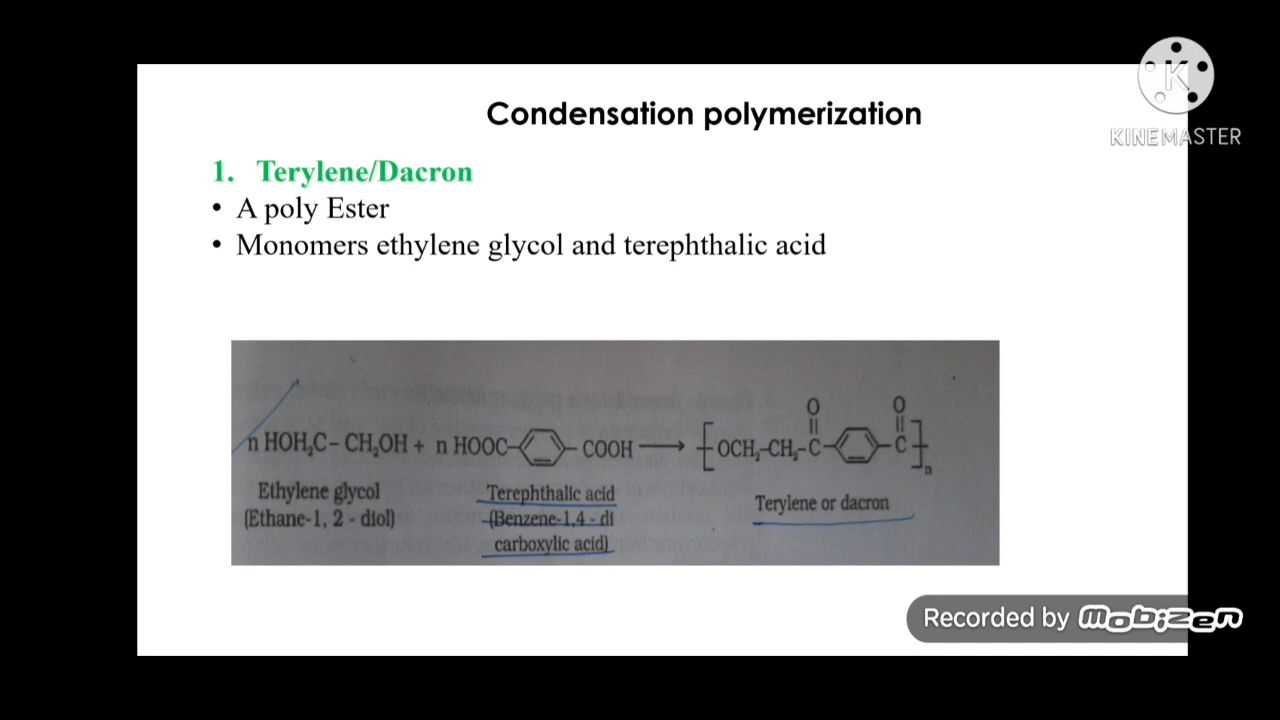 Condensation polymerization
1. Terylene/Dacron
• A poly Ester
• Monomers ethylene glycol and terephthalic acid
O O
n HOH₂C – CH₂OH + n HOOC– –COOH ⟶ [OCH₂–CH₂–C– –C]n
Ethylene glycol
(Ethane-1, 2 - diol)
Terephthalic acid
(Benzene-1,4 - di
carboxylic acid)
Terylene or dacron
K
KINEMASTER
Recorded by Mobizen